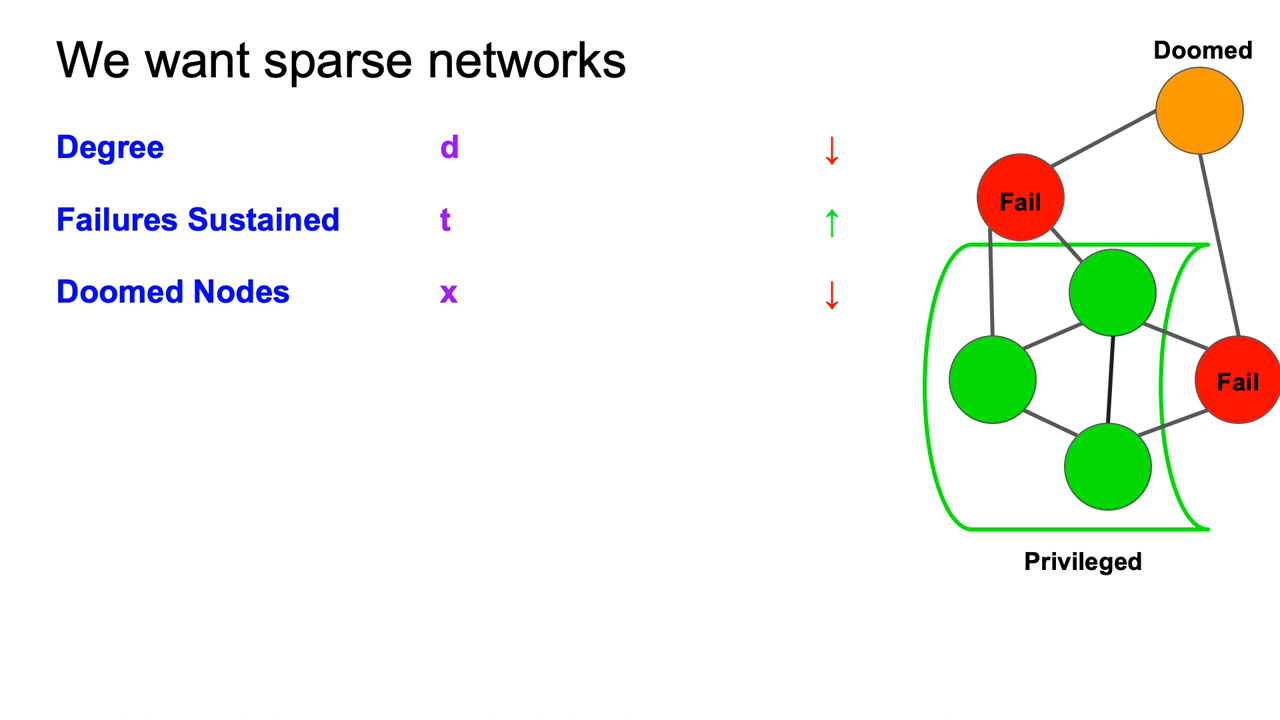 We want sparse networks
Degree d ↓
Failures Sustained t ↑
Doomed Nodes x ↓
Doomed
Fail
Fail
Privileged